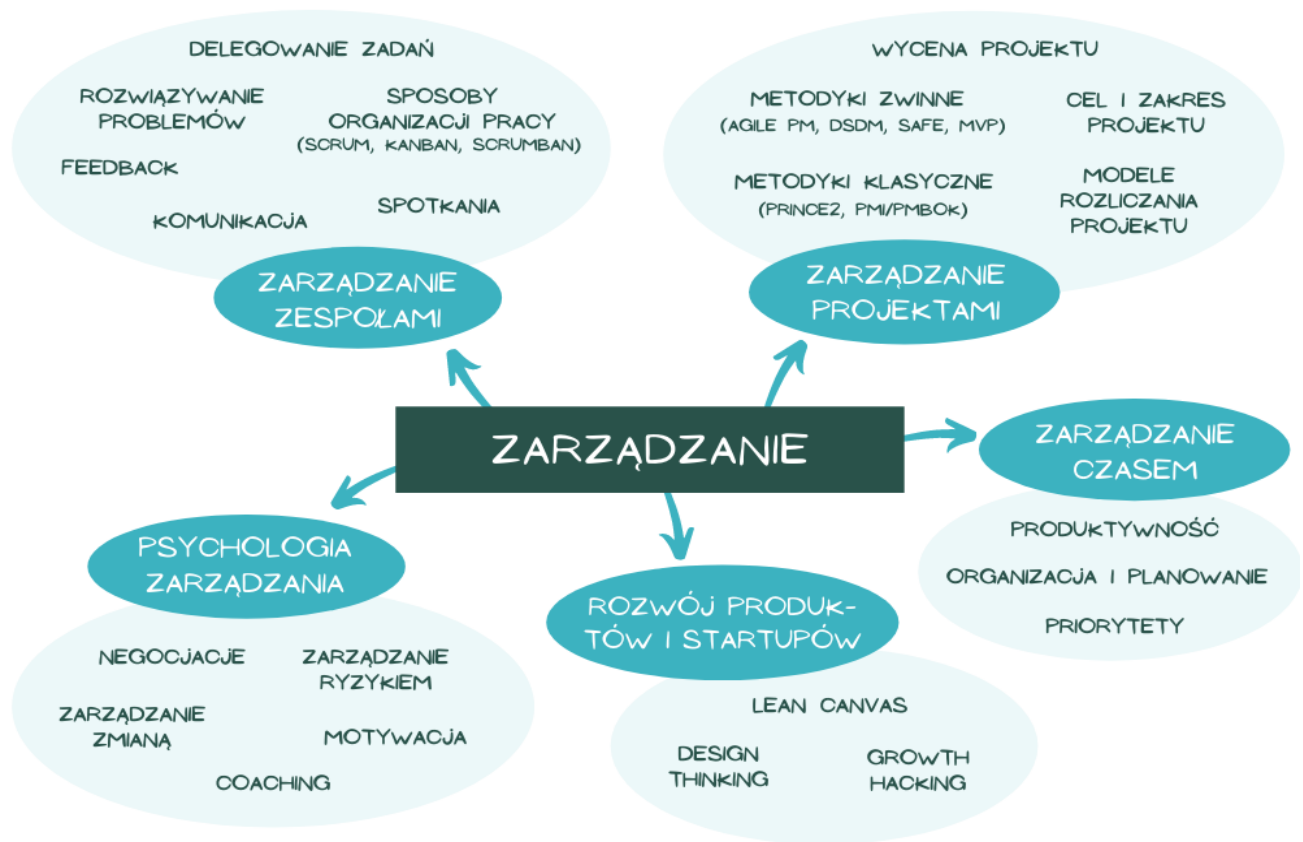 DELEGOWANIE ZADAŃ
ROZWIĄZYWANIE
PROBLEMÓW
SPOSOBY
ORGANIZACJI PRACY
(SCRUM, KANBAN, SCRUMBAN)
FEEDBACK
KOMUNIKACJA
SPOTKANIA
ZARZĄDZANIE
ZESPOŁAMI
WYCENA PROJEKTU
METODYKI ZWINNE
(AGILE PM, DSDM, SAFE, MVP)
CEL I ZAKRES
PROJEKTU
METODYKI KLASYCZNE
(PRINCE2, PMI/PMBOK)
MODELE
ROZLICZANIA
PROJEKTU
ZARZĄDZANIE
PROJEKTAMI
ZARZĄDZANIE
ZARZĄDZANIE
CZASEM
PRODUKTYWNOŚĆ
ORGANIZACJA I PLANOWANIE
PRIORYTETY
PSYCHOLOGIA
ZARZĄDZANIA
NEGOCJACJE
ZARZĄDZANIE
RYZYKIEM
ZARZĄDZANIE
ZMIANĄ
MOTYWACJA
COACHING
ROZWÓJ PRODUK-
TÓW I STARTUPÓW
LEAN CANVAS
DESIGN
THINKING
GROWTH
HACKING